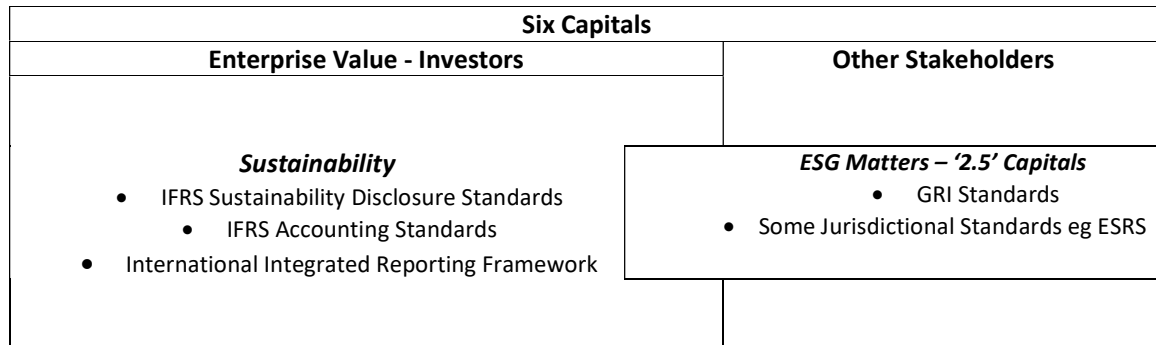 Six Capitals
Enterprise Value - Investors
Other Stakeholders
Sustainability
• IFRS Sustainability Disclosure Standards
• IFRS Accounting Standards
• International Integrated Reporting Framework
ESG Matters – ‘2.5’ Capitals
• GRI Standards
• Some Jurisdictional Standards eg ESRS